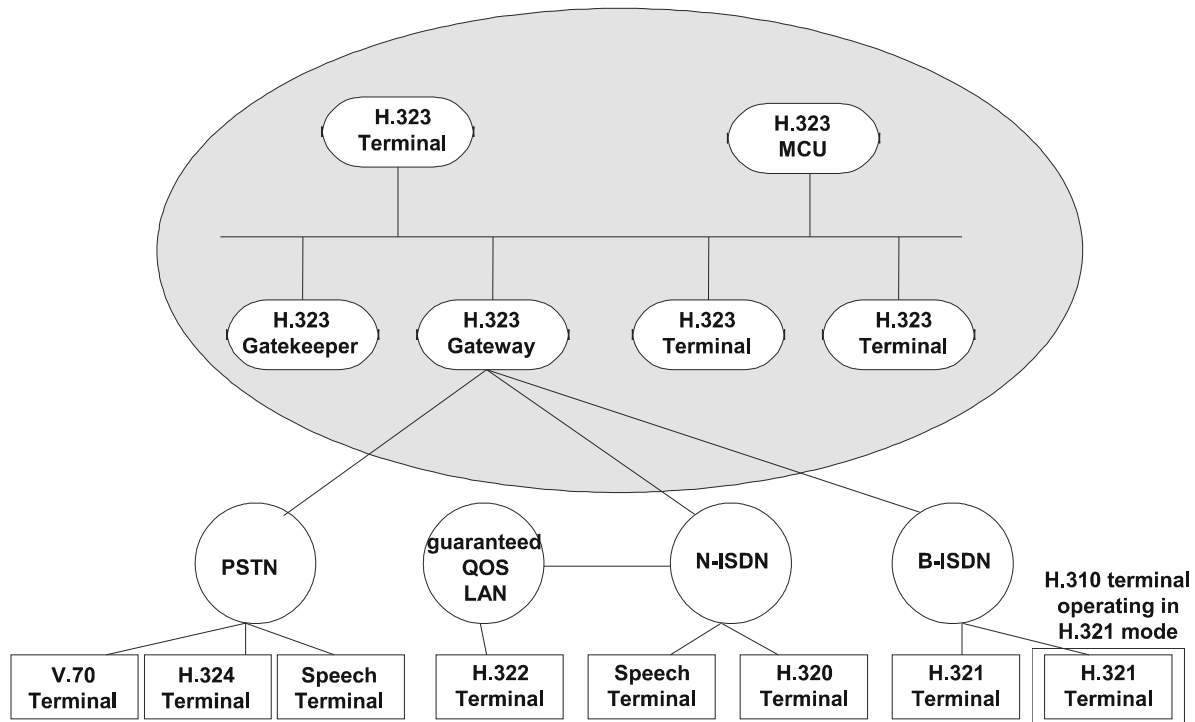 H.323
Terminal
H.323
MCU
H.323
Gatekeeper
H.323
Gateway
H.323
Terminal
H.323
Terminal
PSTN
guaranteed
QOS
LAN
N-ISDN
B-ISDN
H.310 terminal
operating in
H.321 mode
V.70
Terminal
H.324
Terminal
Speech
Terminal
H.322
Terminal
Speech
Terminal
H.320
Terminal
H.321
Terminal
H.321
Terminal